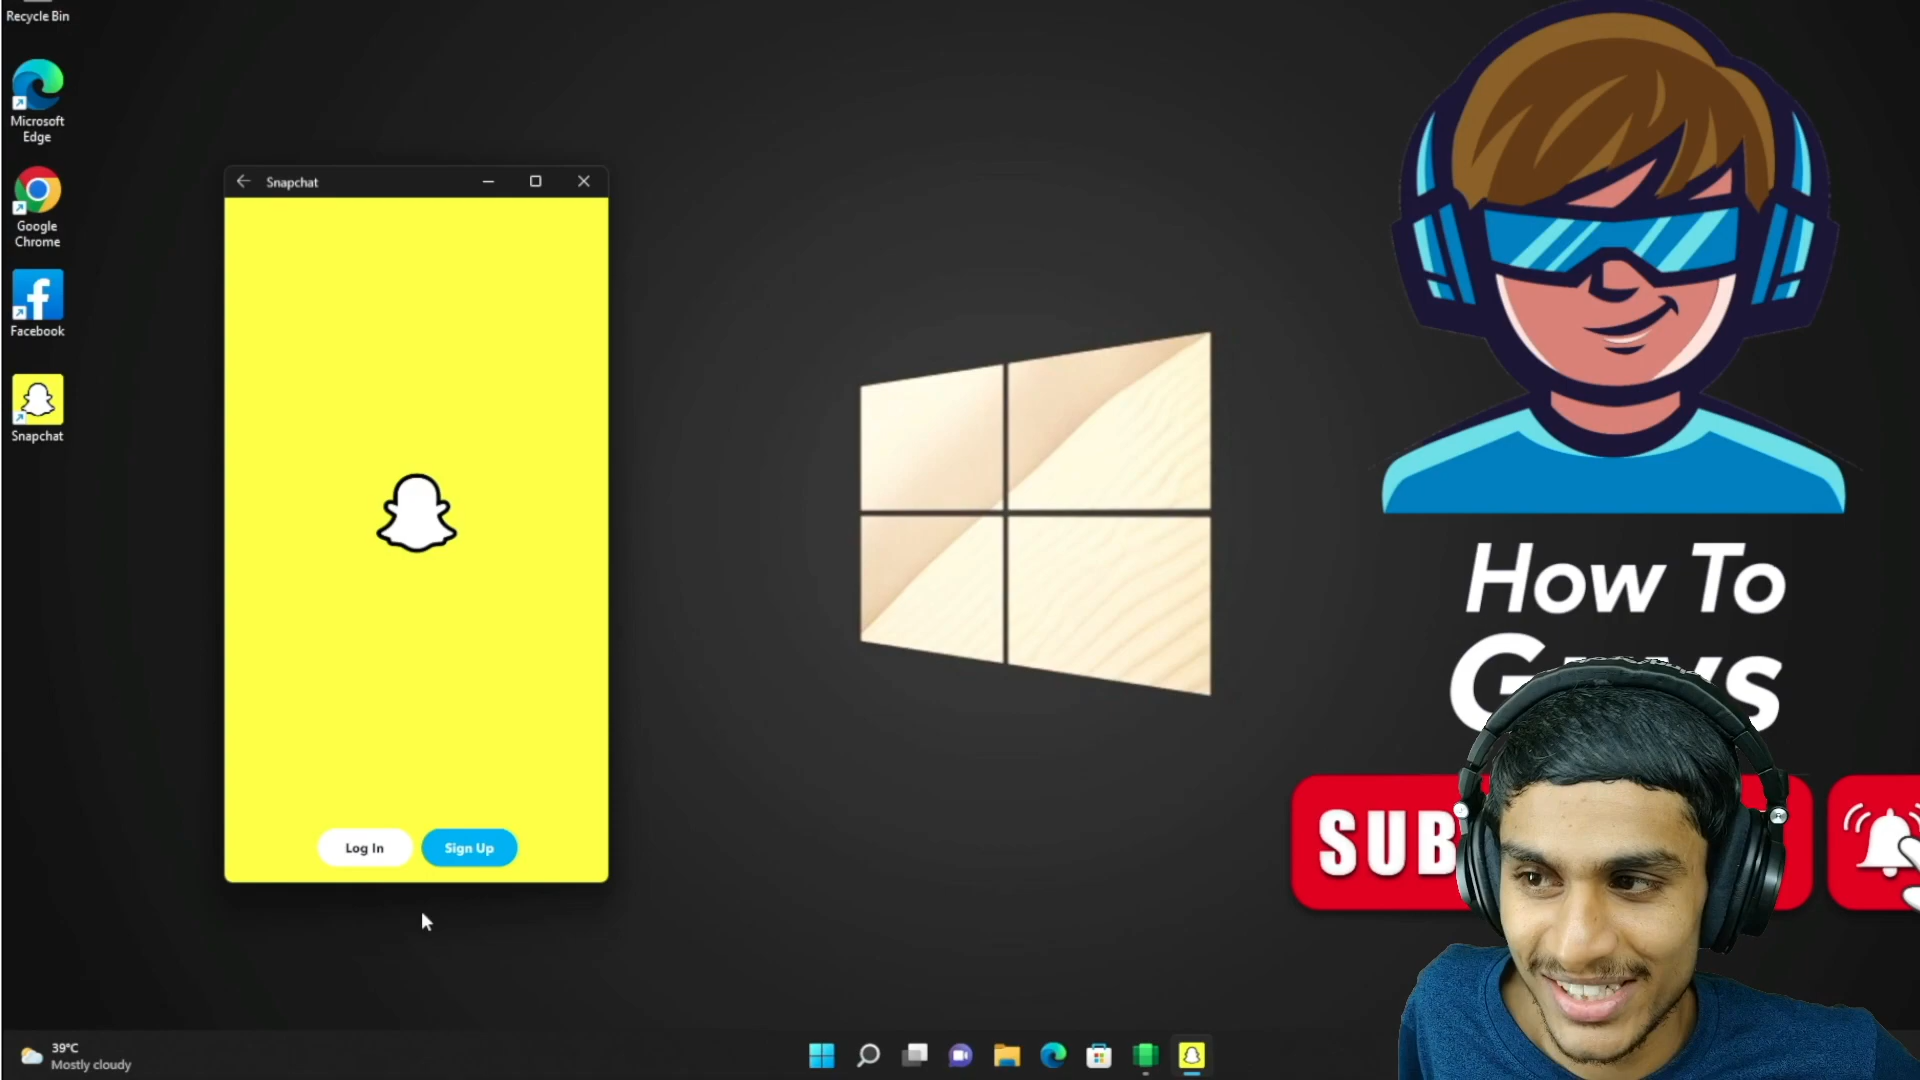 Recycle Bin
Microsoft
Edge
Google
Chrome
Facebook
Snapchat
Snapchat
Log In
Sign Up
How To
SUB
39°C
Mostly cloudy